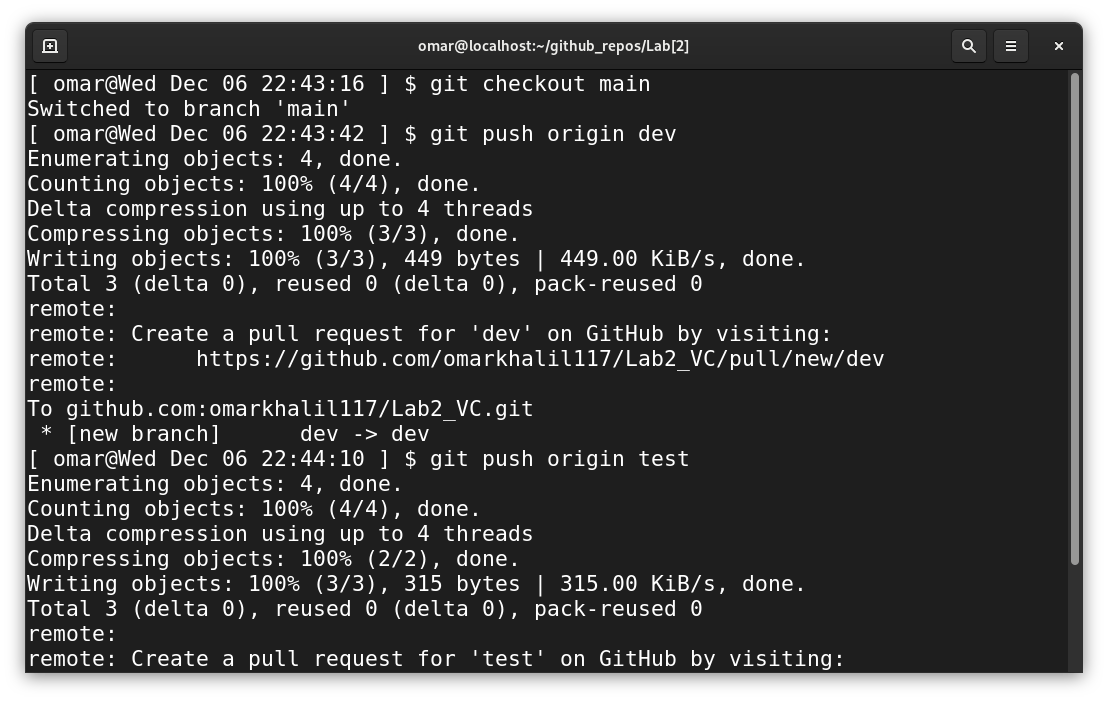 omar@localhost:~/github_repos/Lab[2]
[ omar@Wed Dec 06 22:43:16 ] $ git checkout main
Switched to branch 'main'
[ omar@Wed Dec 06 22:43:42 ] $ git push origin dev
Enumerating objects: 4, done.
Counting objects: 100% (4/4), done.
Delta compression using up to 4 threads
Compressing objects: 100% (3/3), done.
Writing objects: 100% (3/3), 449 bytes | 449.00 KiB/s, done.
Total 3 (delta 0), reused 0 (delta 0), pack-reused 0
remote:
remote: Create a pull request for 'dev' on GitHub by visiting:
remote:      https://github.com/omarkhalil117/Lab2_VC/pull/new/dev
remote:
To github.com:omarkhalil117/Lab2_VC.git
 * [new branch]      dev -> dev
[ omar@Wed Dec 06 22:44:10 ] $ git push origin test
Enumerating objects: 4, done.
Counting objects: 100% (4/4), done.
Delta compression using up to 4 threads
Compressing objects: 100% (2/2), done.
Writing objects: 100% (3/3), 315 bytes | 315.00 KiB/s, done.
Total 3 (delta 0), reused 0 (delta 0), pack-reused 0
remote:
remote: Create a pull request for 'test' on GitHub by visiting: